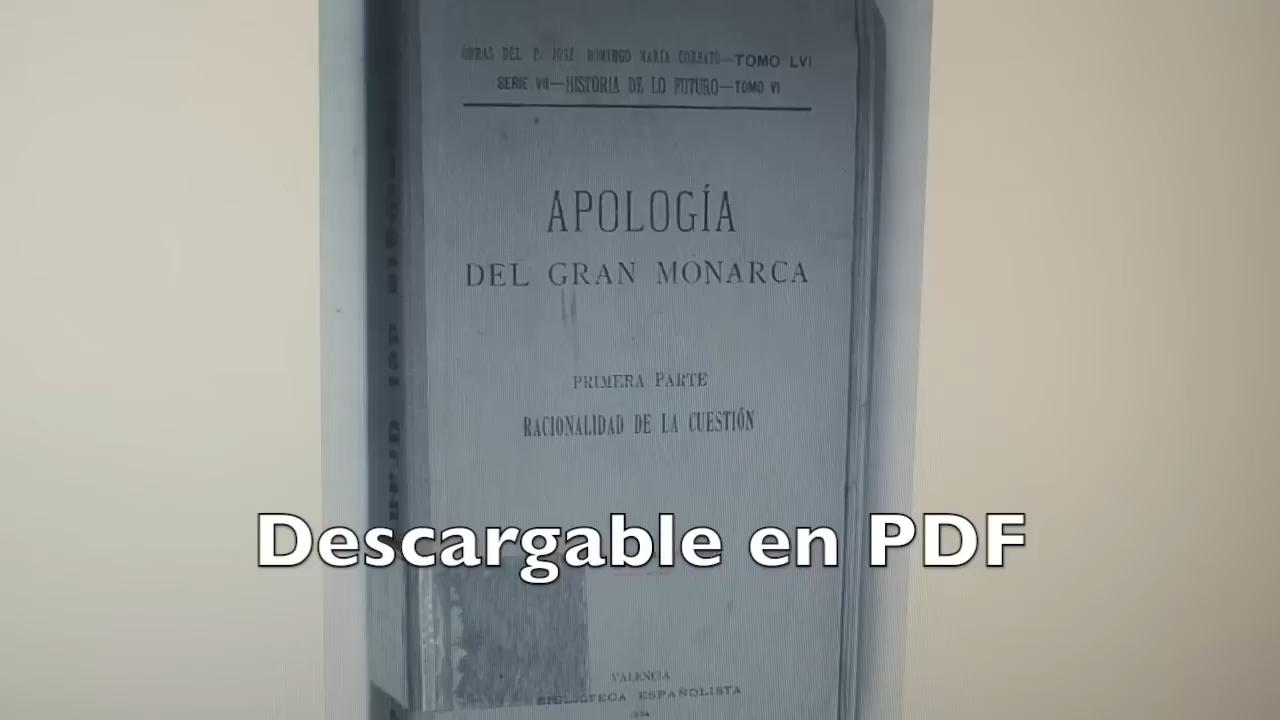 OBRAS DEL P. JOSÉ DOMINGO MARÍA CORBATÓ—TOMO LVI
SERIE VII—HISTORIA DE LO FUTURO—TOMO VI
APOLOGÍA
DEL GRAN MONARCA
PRIMERA PARTE
RACIONALIDAD DE LA CUESTIÓN
Descargable en PDF
VALENCIA
BIBLIOTECA ESPAÑOLISTA
1904